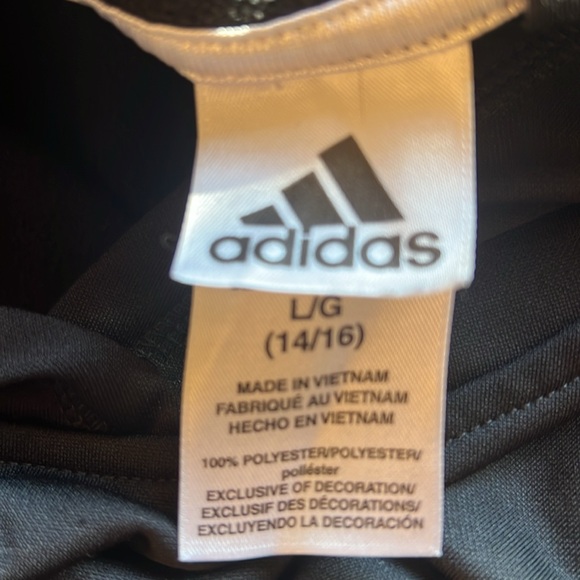 adidas
L/G
(14/16)
MADE IN VIETNAM
FABRIQUÉ AU VIETNAM
HECHO EN VIETNAM
100% POLYESTER/POLYESTER/
poliéster
EXCLUSIVE OF DECORATION/
EXCLUSIF DES DÉCORATIONS/
EXCLUYENDO LA DECORACIÓN